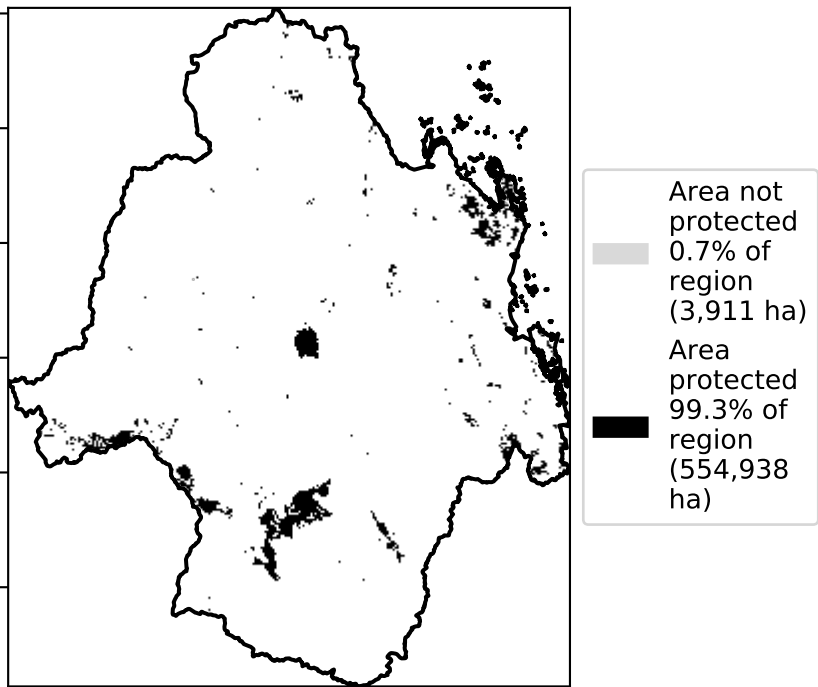 Area not
protected
0.7% of
region
(3,911 ha)
Area
protected
99.3% of
region
(554,938
ha)